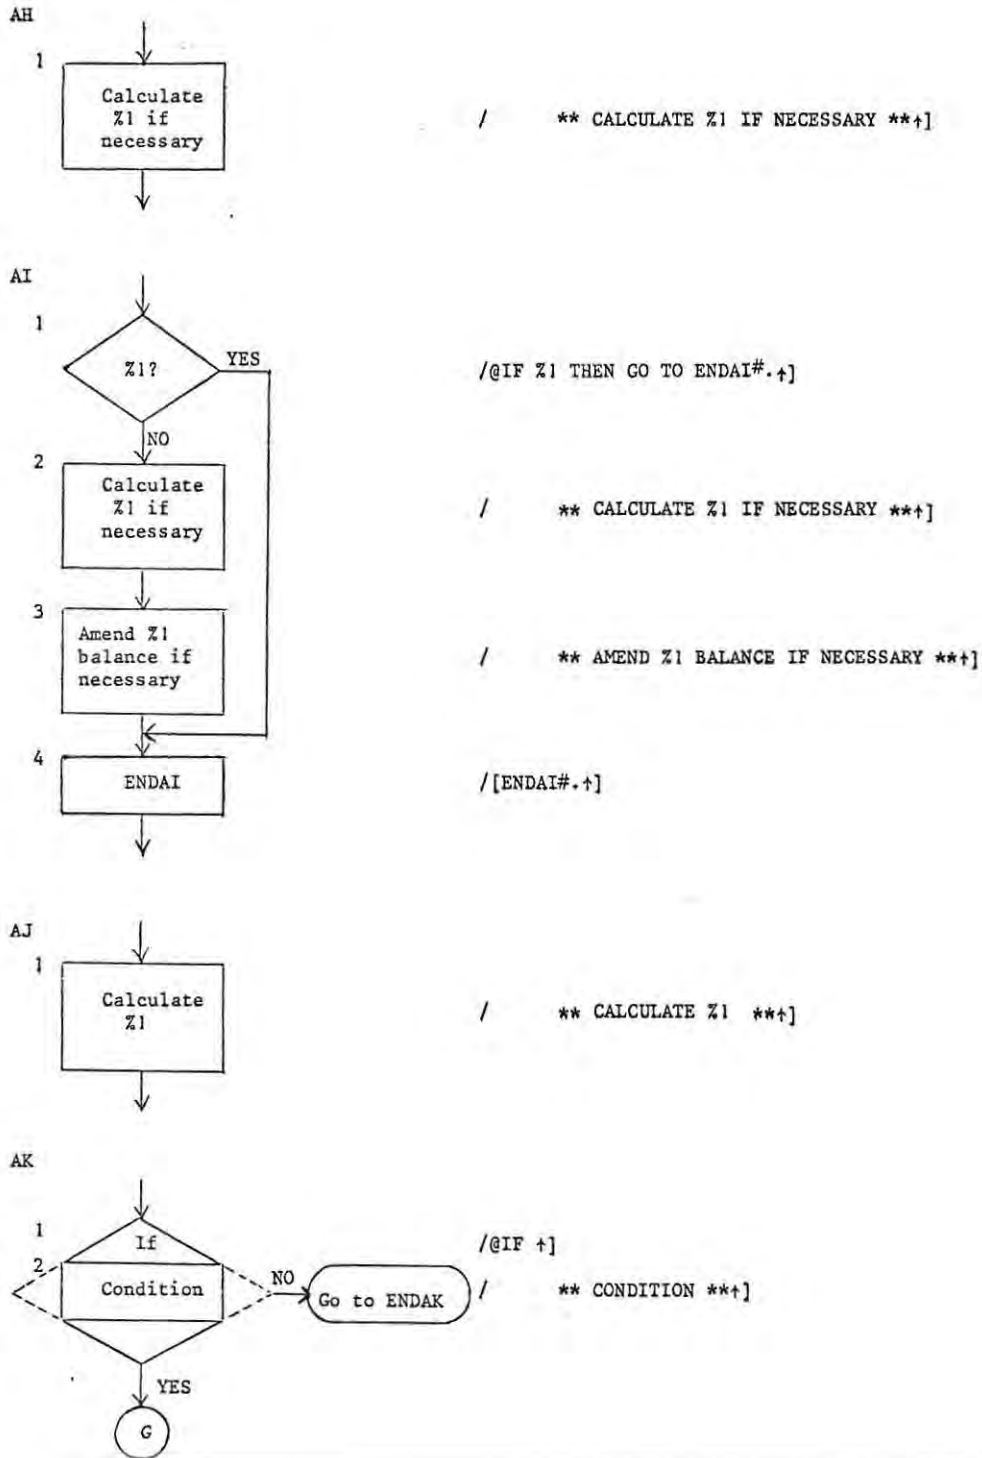 AH
1
Calculate
%1 if
necessary
/ ** CALCULATE %1 IF NECESSARY **↑]
AI
1
%1?
YES
/@IF %1 THEN GO TO ENDAI#.↑]
NO
2
Calculate
%1 if
necessary
/ ** CALCULATE %1 IF NECESSARY **↑]
3
Amend %1
balance if
necessary
/ ** AMEND %1 BALANCE IF NECESSARY **↑]
4
ENDAI
/[ENDAI#.↑]
AJ
1
Calculate
%1
/ ** CALCULATE %1 **↑]
AK
1
If
/@IF ↑]
2
Condition
NO
Go to ENDAK
/ ** CONDITION **↑]
YES
G